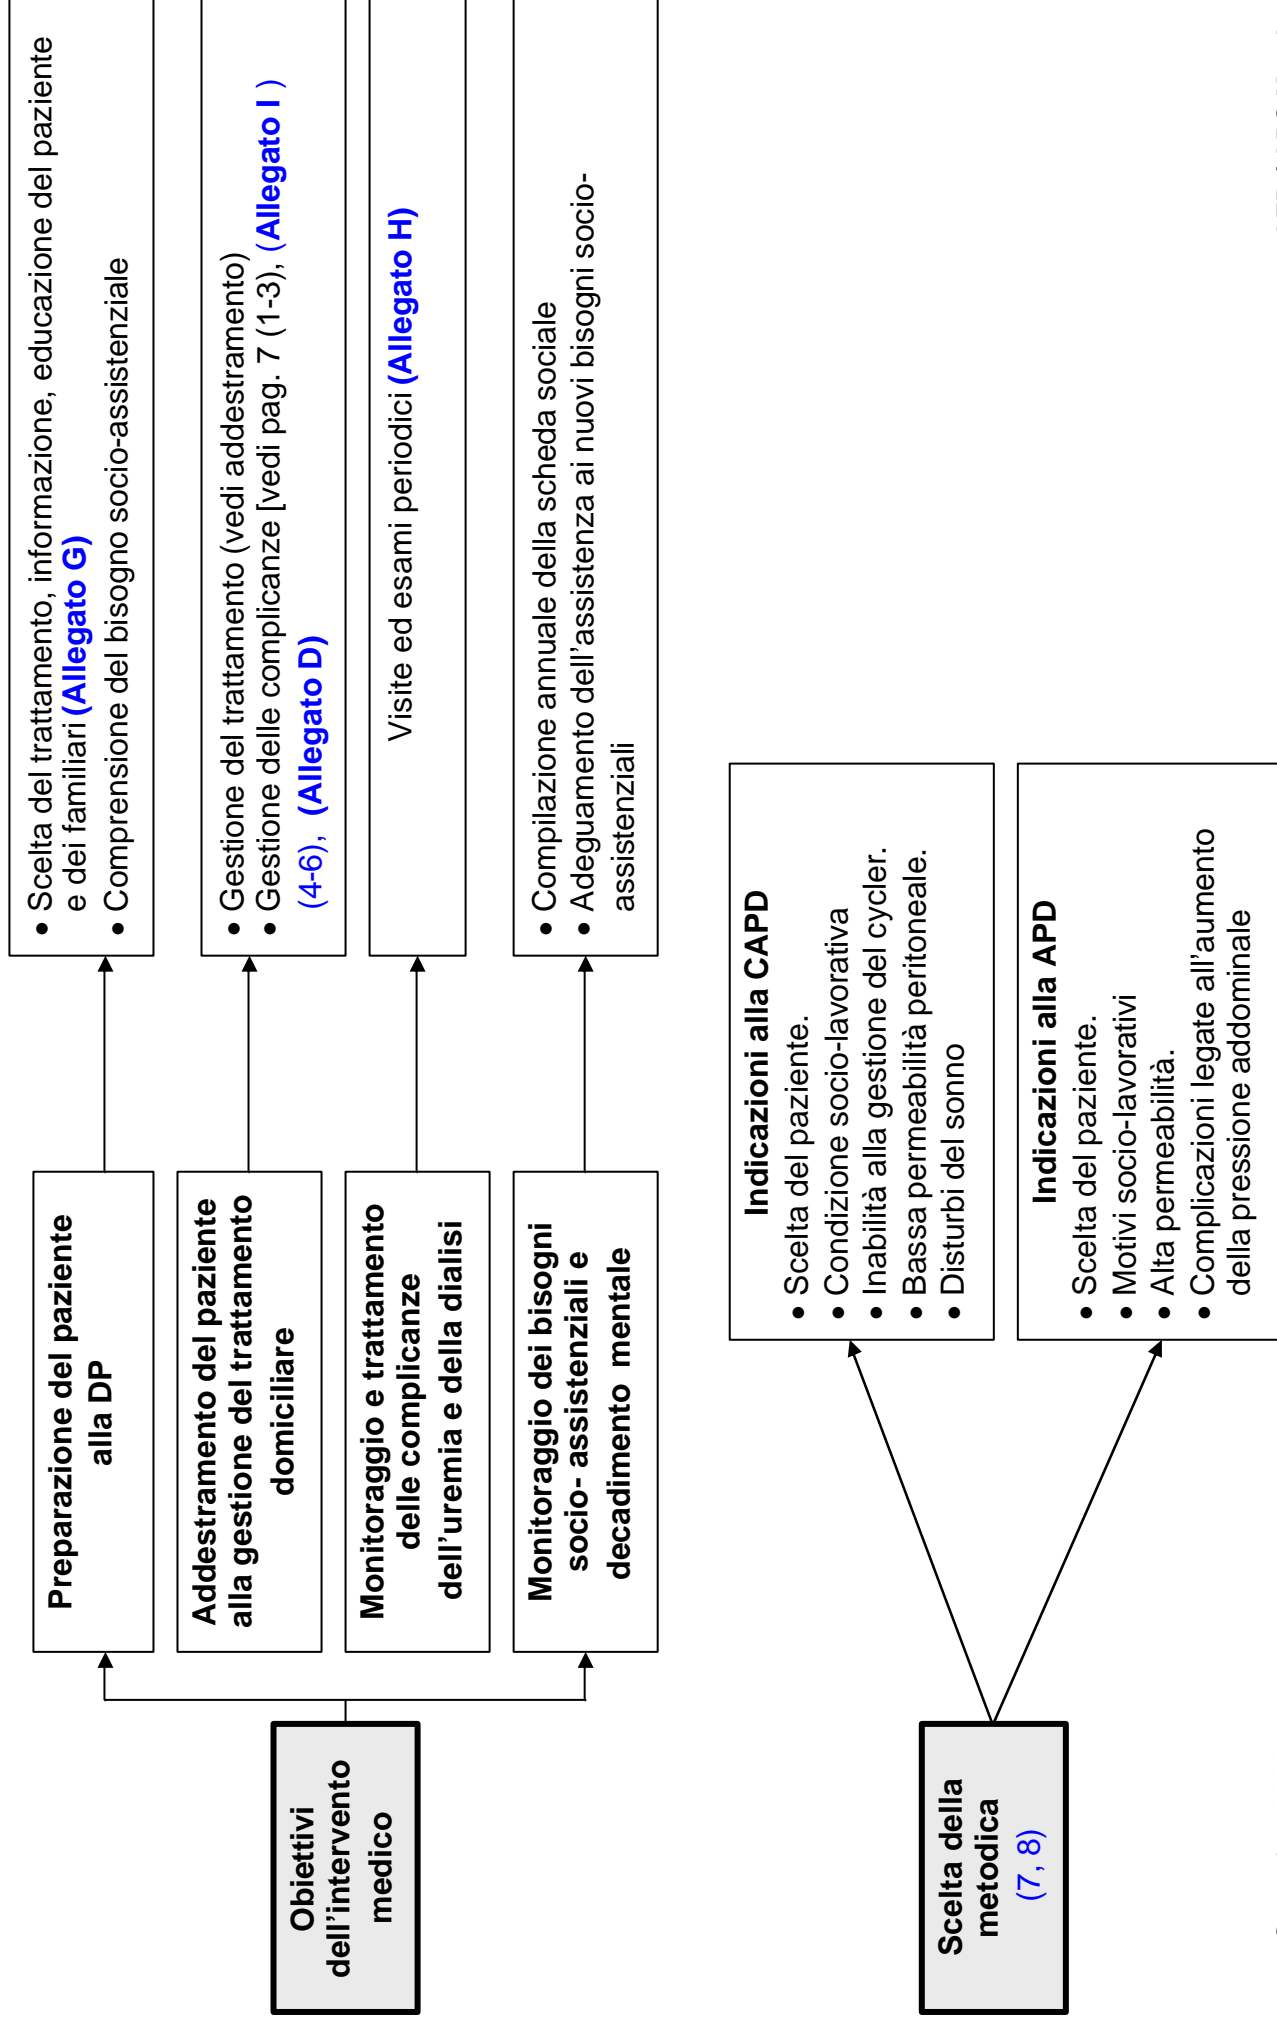 Obiettivi
dell'intervento
medico
Preparazione del paziente
alla DP
• Scelta del trattamento, informazione, educazione del paziente
e dei familiari (Allegato G)
• Comprensione del bisogno socio-assistenziale
Addestramento del paziente
alla gestione del trattamento
domiciliare
• Gestione del trattamento (vedi addestramento)
• Gestione delle complicanze [vedi pag. 7 (1-3), (Allegato I )
(4-6), (Allegato D)
Monitoraggio e trattamento
delle complicanze
dell'uremia e della dialisi
Visite ed esami periodici (Allegato H)
Monitoraggio dei bisogni
socio- assistenziali e
decadimento mentale
• Compilazione annuale della scheda sociale
• Adeguamento dell'assistenza ai nuovi bisogni socio-
assistenziali
Scelta della
metodica
(7, 8)
Indicazioni alla CAPD
• Scelta del paziente.
• Condizione socio-lavorativa
• Inabilità alla gestione del cycler.
• Bassa permeabilità peritoneale.
• Disturbi del sonno
Indicazioni alla APD
• Scelta del paziente.
• Motivi socio-lavorativi
• Alta permeabilità.
• Complicazioni legate all'aumento
della pressione addominale